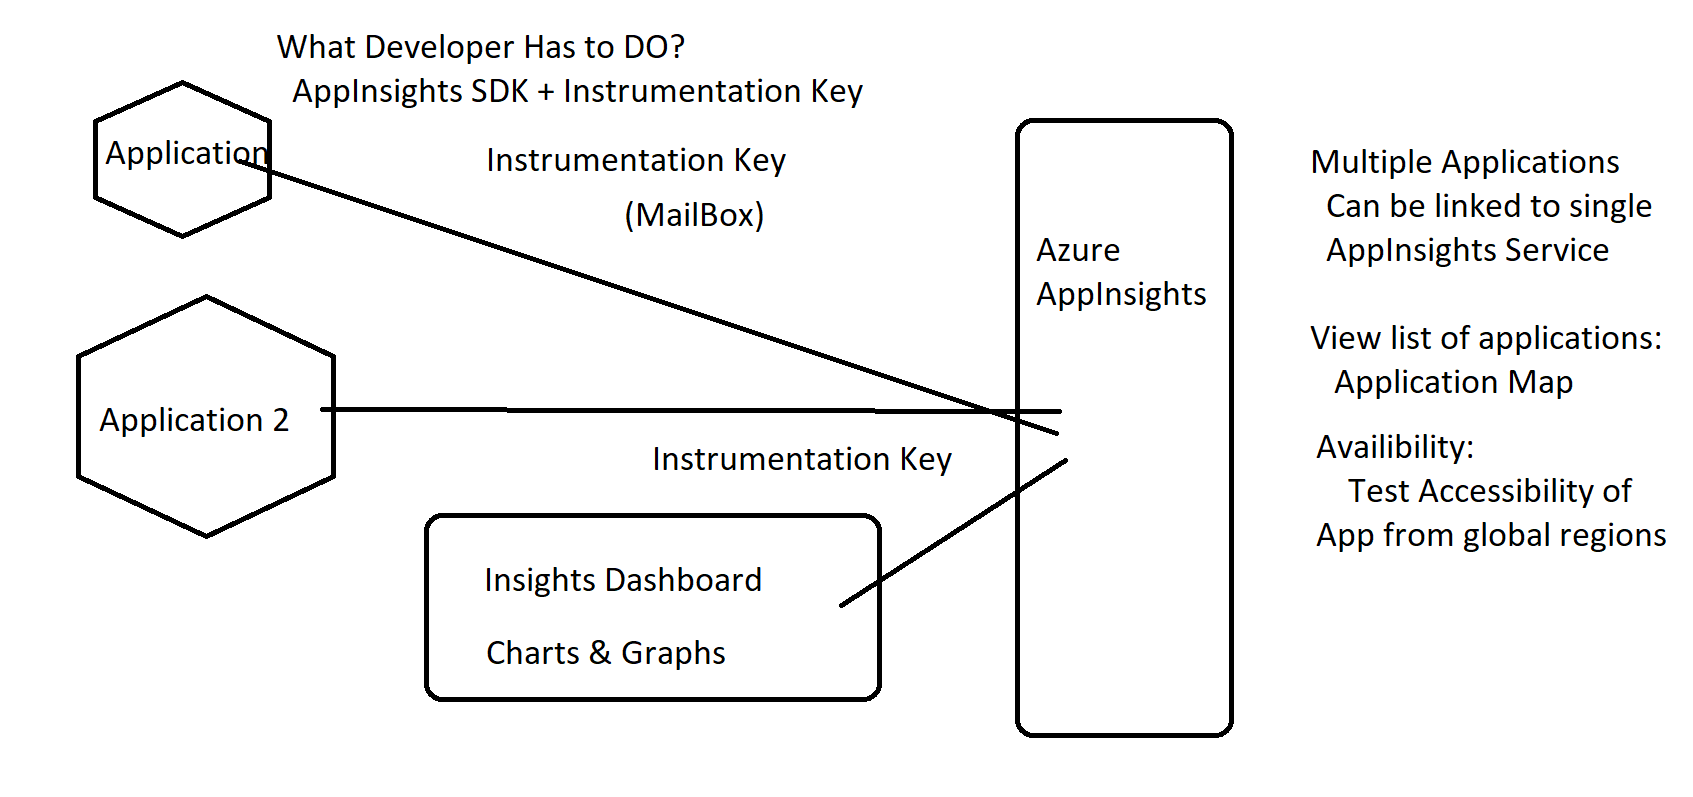 What Developer Has to DO?
AppInsights SDK + Instrumentation Key
Application
Instrumentation Key
(MailBox)
Azure
AppInsights
Multiple Applications
Can be linked to single
AppInsights Service
View list of applications:
Application Map
Application 2
Instrumentation Key
Availibility:
Test Accessibility of
App from global regions
Insights Dashboard
Charts & Graphs